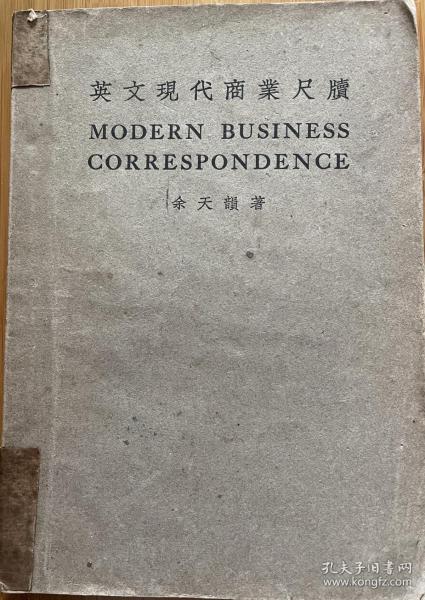 英文現代商業尺牘
MODERN BUSINESS
CORRESPONDENCE
余天韻著
孔夫子旧书网
www.kongfz.com